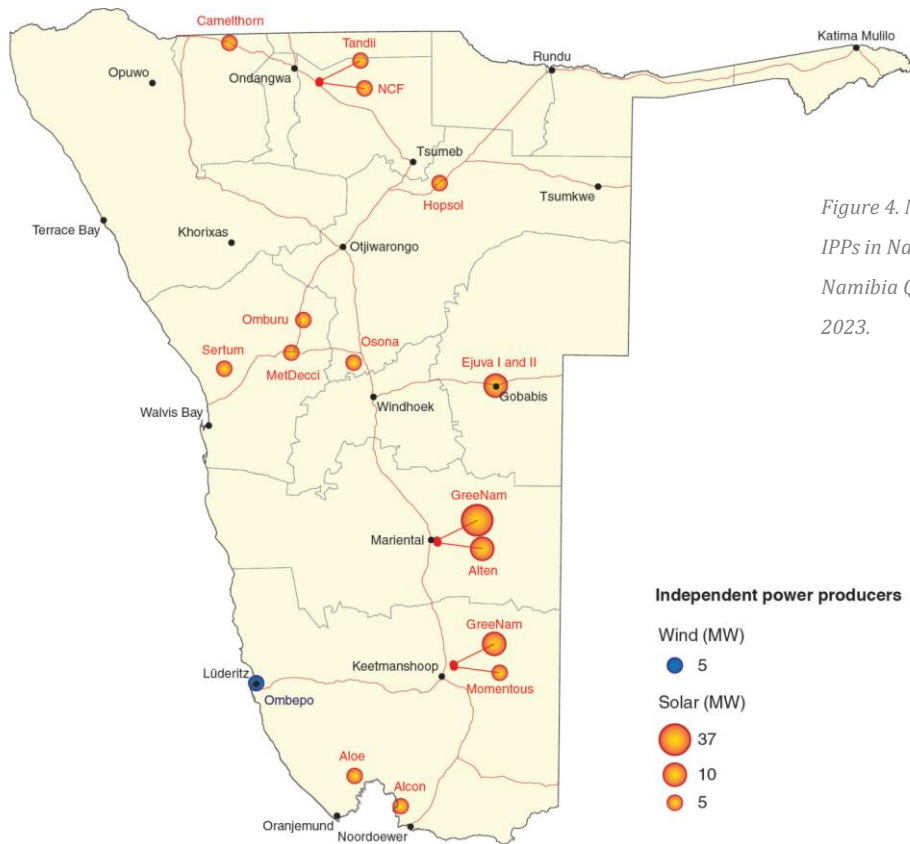 Camelthorn
Tandii
Katima Mulilo
Rundu
Opuwo
Ondangwa
NCF
Tsumeb
Hopsol
Tsumkwe
Terrace Bay
Khorixas
Otjiwarongo
Figure 4.
IPPs in Na
Namibia Q
2023.
Omburu
Osona
Sertum
MetDecci
Ejuva I and II
Gobabis
Walvis Bay
Windhoek
GreeNam
Mariental
Alten
GreeNam
Keetmanshoop
Momentous
Lüderitz
Ombepo
Aloe
Alcon
Oranjemund
Noordoewer
Independent power producers
Wind (MW)
5
Solar (MW)
37
10
5